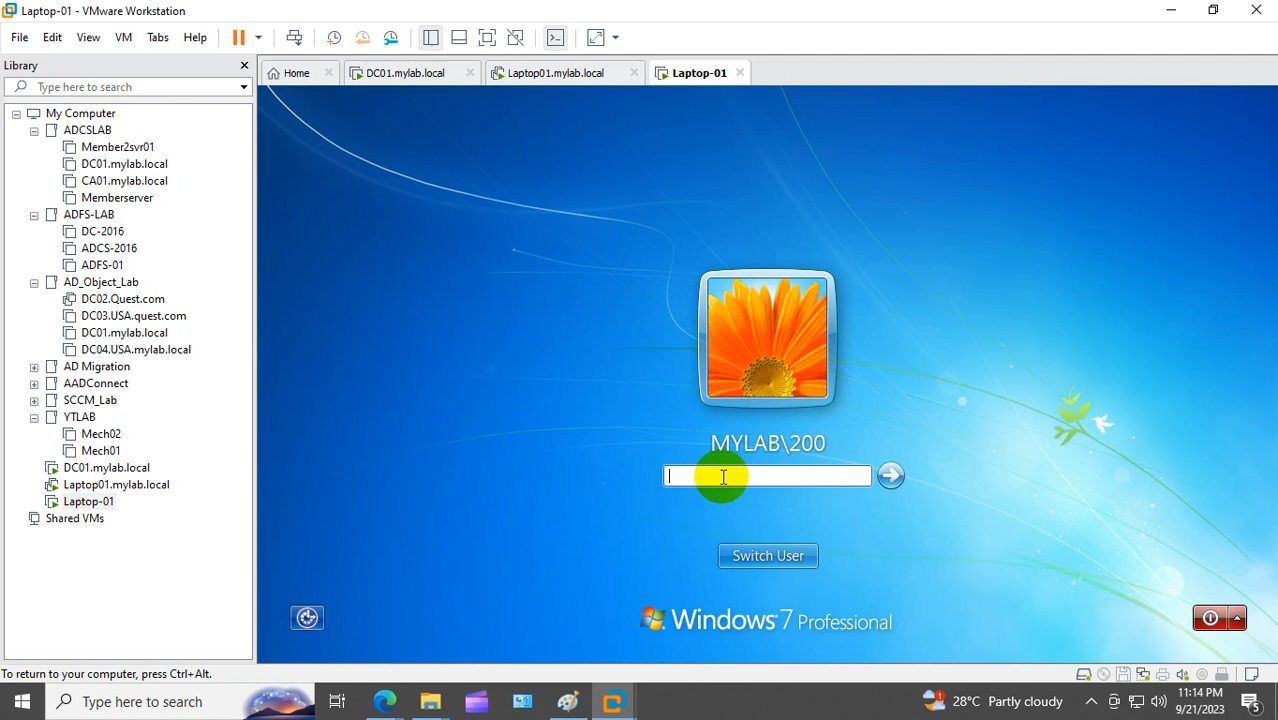 Laptop-01 - VMware Workstation
File Edit View VM Tabs Help
Library
Type here to search
My Computer
ADCSLAB
Member2svr01
DC01.mylab.local
CA01.mylab.local
Memberserver
ADFS-LAB
DC-2016
ADCS-2016
ADFS-01
AD_Object_Lab
DC02.Quest.com
DC03.USA.quest.com
DC01.mylab.local
DC04.USA.mylab.local
AD Migration
AADConnect
SCCM_Lab
YTLAB
Mech02
Mech01
DC01.mylab.local
Laptop01.mylab.local
Laptop-01
Shared VMs
Home DC01.mylab.local Laptop01.mylab.local Laptop-01
MYLAB\200
Switch User
Windows 7 Professional
To return to your computer, press Ctrl+Alt.
Type here to search
1
28°C Partly cloudy
11:14 PM
9/21/2023
5